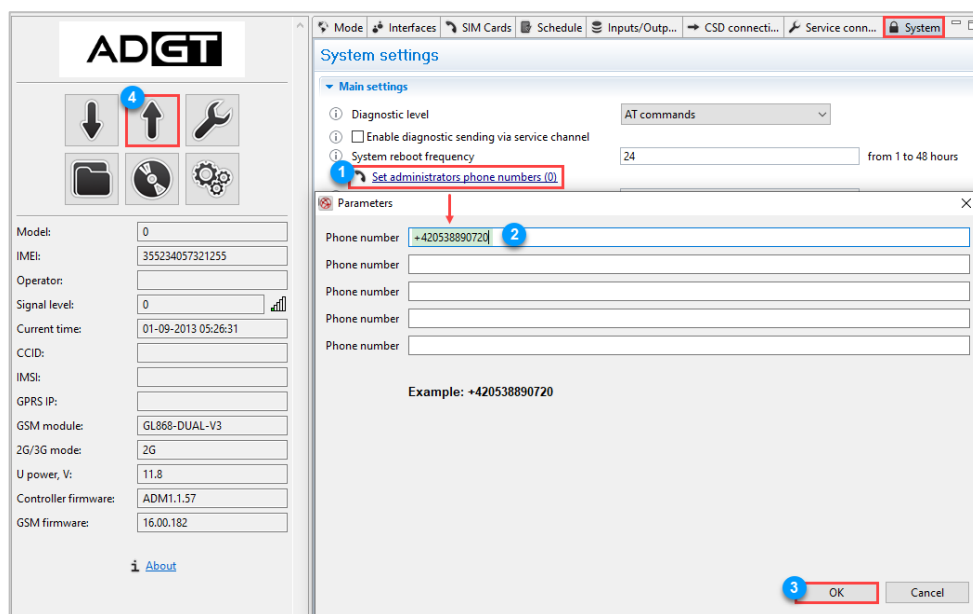 ADGT
4
Model: 0
IMEI: 355234057321255
Operator:
Signal level: 0
Current time: 01-09-2013 05:26:31
CCID:
IMSI:
GPRS IP:
GSM module: GL868-DUAL-V3
2G/3G mode: 2G
U power, V: 11.8
Controller firmware: ADM1.1.57
GSM firmware: 16.00.182
i About
Mode Interfaces SIM Cards Schedule Inputs/Outp... CSD connecti... Service conn... System
System settings
Main settings
Diagnostic level AT commands
Enable diagnostic sending via service channel
System reboot frequency 24 from 1 to 48 hours
1 Set administrators phone numbers (0)
Parameters
Phone number +420538890720 2
Phone number
Phone number
Phone number
Phone number
Example: +420538890720
3 OK Cancel